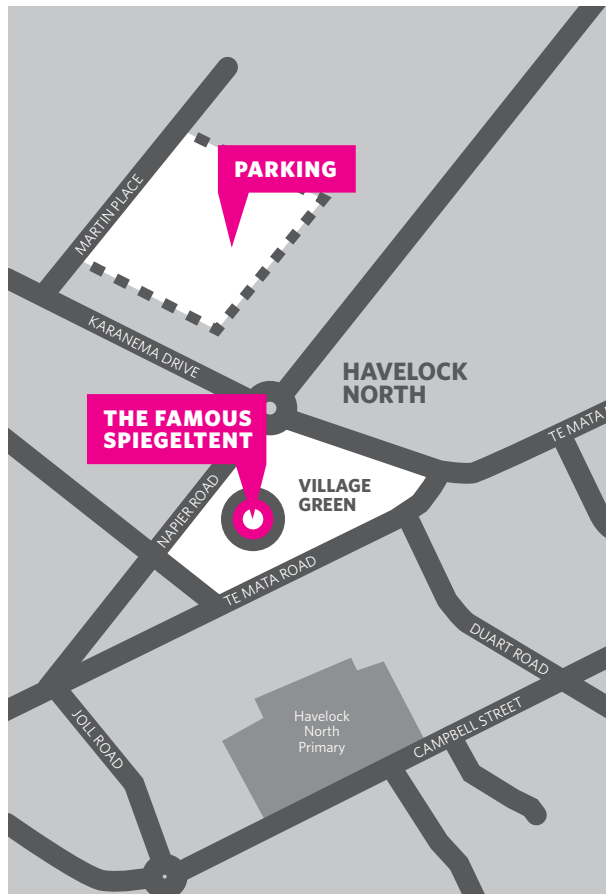 PARKING
MARTIN PLACE
KARANEMA DRIVE
HAVELOCK
NORTH
THE FAMOUS
SPIEGELTENT
TE MATA
VILLAGE
GREEN
NAPIER ROAD
TE MATA ROAD
DUART ROAD
Havelock
North
Primary
CAMPBELL STREET
JOLL ROAD